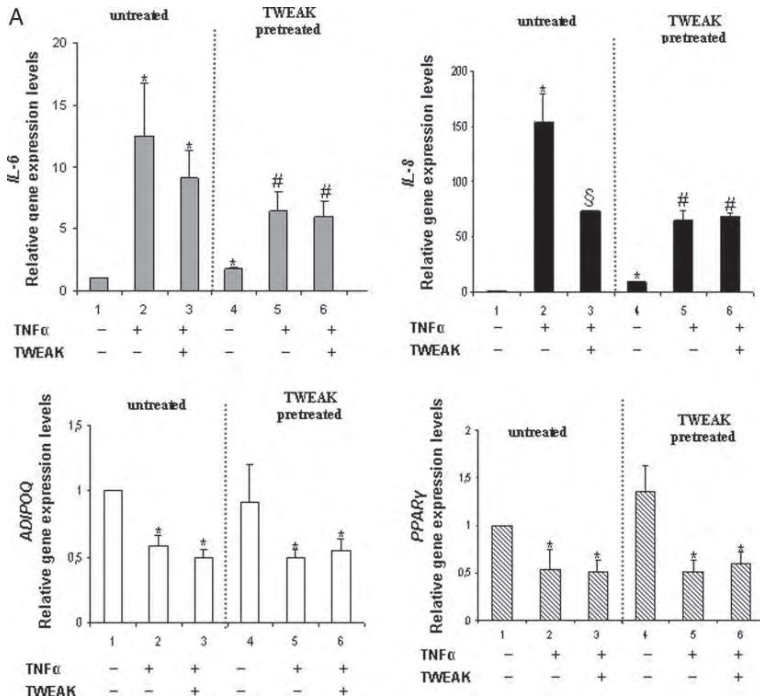 A
untreated
TWEAK
pretreated
IL-6
Relative gene expression levels
20
15
10
5
0
*
*
*
#
#
1 2 3 4 5 6
TNFα – + + – + +
TWEAK – – + – – +
untreated
TWEAK
pretreated
IL-8
Relative gene expression levels
200
150
100
50
0
*
§
*
#
#
1 2 3 4 5 6
TNFα – + + – + +
TWEAK – – + – – +
untreated
TWEAK
pretreated
ADIPOQ
Relative gene expression levels
1,5
1
0,5
0
*
*
*
*
1 2 3 4 5 6
TNFα – + + – + +
TWEAK – – + – – +
untreated
TWEAK
pretreated
PPARγ
Relative gene expression levels
2
1,5
1
0,5
0
*
*
*
*
1 2 3 4 5 6
TNFα – + + – + +
TWEAK – – + – – +